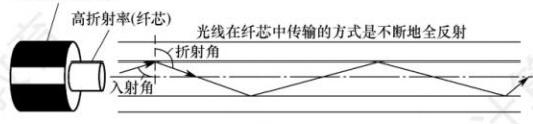 高折射率(纤芯)
光线在纤芯中传输的方式是不断地全反射
折射角
入射角